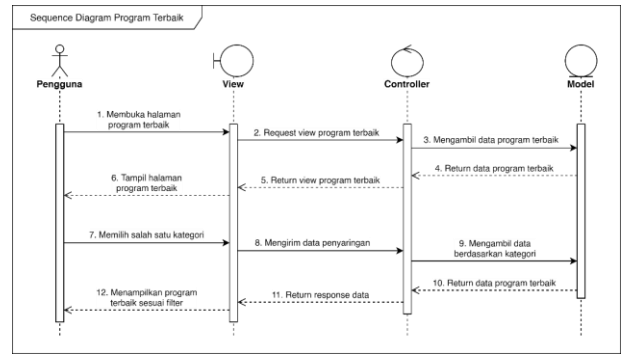 Sequence Diagram Program Terbaik
Pengguna
View
Controller
Model
1. Membuka halaman
program terbaik
2. Request view program terbaik
3. Mengambil data program terbaik
4. Return data program terbaik
5. Return view program terbaik
6. Tampil halaman
program terbaik
7. Memilih salah satu kategori
8. Mengirim data penyaringan
9. Mengambil data
berdasarkan kategori
10. Return data program terbaik
11. Return response data
12. Menampilkan program
terbaik sesuai filter